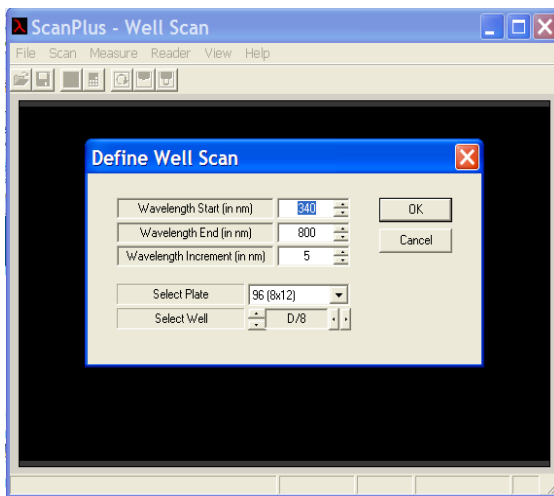 ScanPlus - Well Scan
File Scan Measure Reader View Help
Define Well Scan
Wavelength Start (in nm) 340
OK
Wavelength End (in nm) 800
Cancel
Wavelength Increment (in nm) 5
Select Plate 96 (8x12)
Select Well D/8